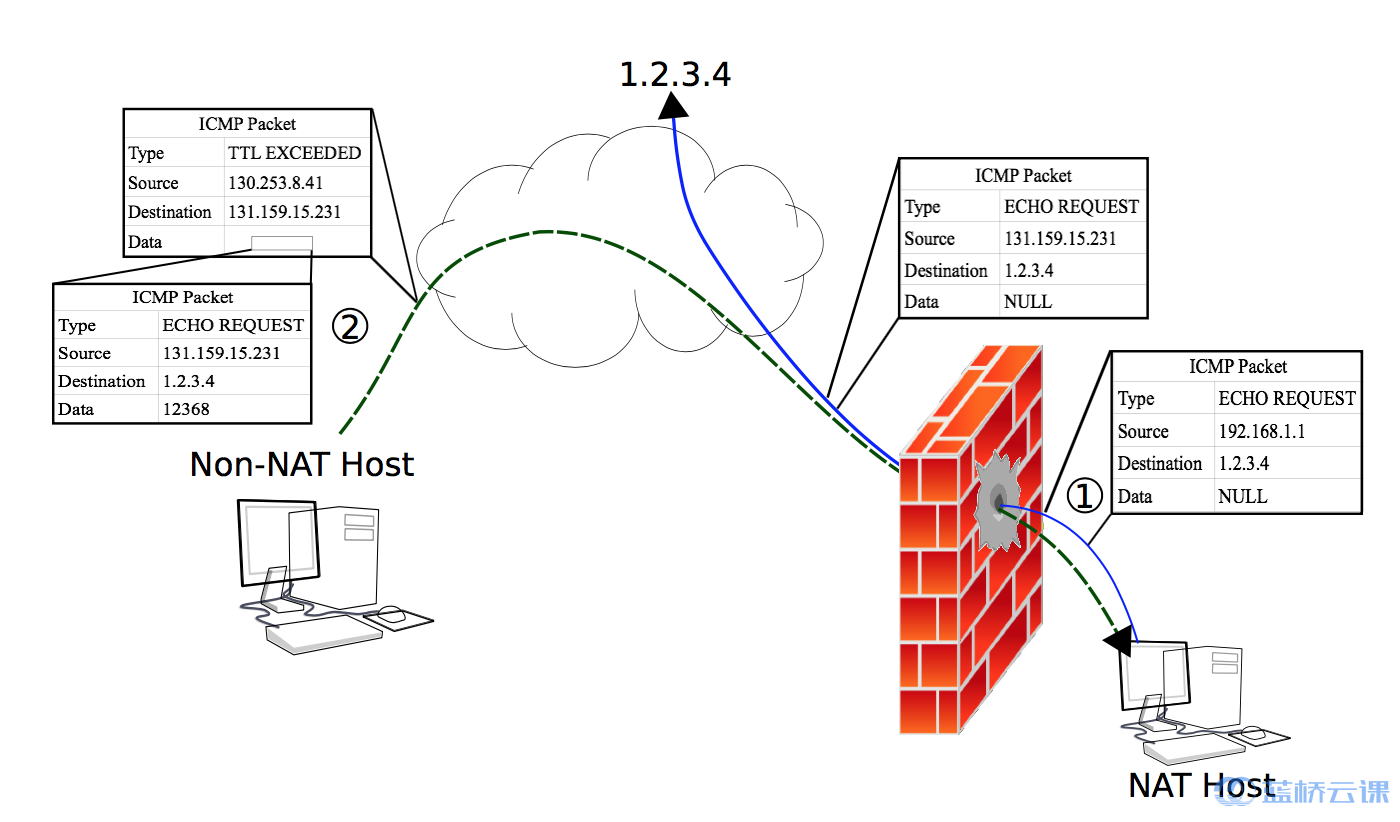 1.2.3.4
ICMP Packet
Type TTL EXCEEDED
Source 130.253.8.41
Destination 131.159.15.231
Data
ICMP Packet
Type ECHO REQUEST
Source 131.159.15.231
Destination 1.2.3.4
Data 12368
②
Non-NAT Host
ICMP Packet
Type ECHO REQUEST
Source 131.159.15.231
Destination 1.2.3.4
Data NULL
ICMP Packet
Type ECHO REQUEST
Source 192.168.1.1
Destination 1.2.3.4
Data NULL
①
NAT Host
蓝桥云课